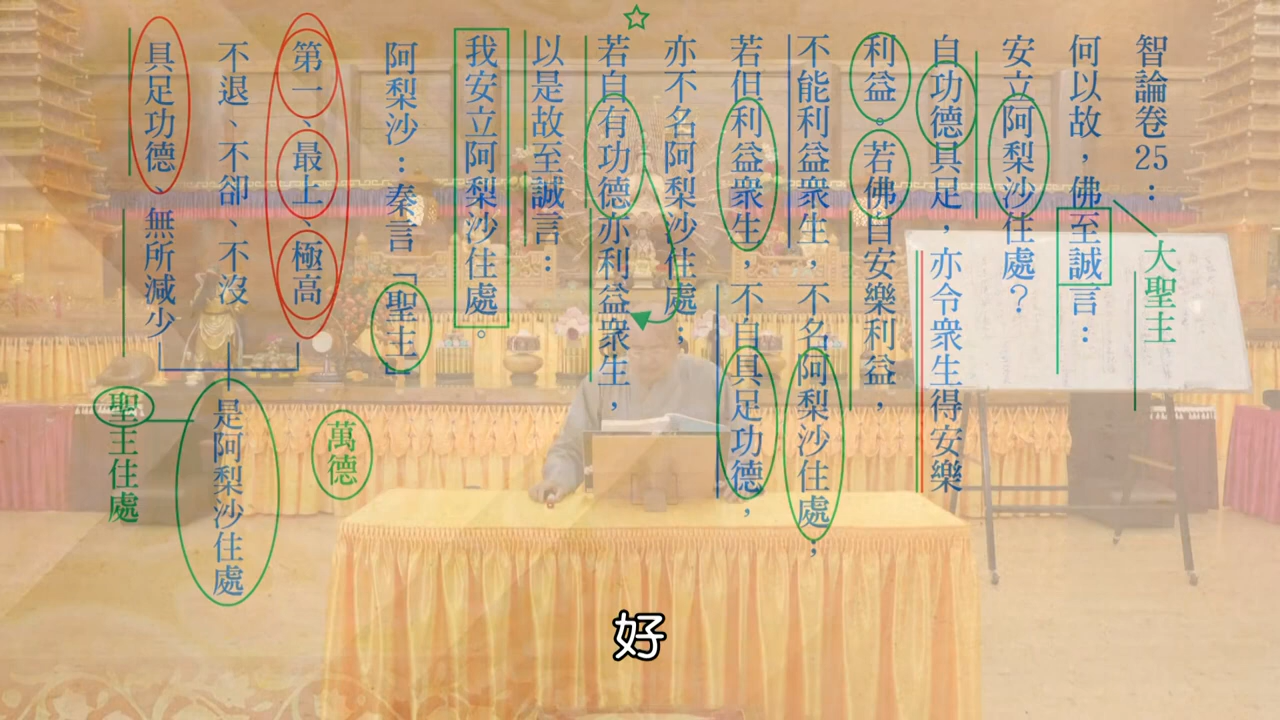 智論卷25：
何以故，佛至誠言：
大聖主
安立阿梨沙住處？
自功德具足，亦令衆生得安樂
利益。若佛自安樂利益，
不能利益衆生，不名阿梨沙住處；
若但利益衆生，不自具足功德，
亦不名阿梨沙住處；
若自有功德亦利益衆生，
以是故至誠言：
我安立阿梨沙住處。
阿梨沙：秦言「聖主」
第一、最上、極高
萬德
不退、不卻、不沒
是阿梨沙住處
具足功德、無所減少
聖主住處
好